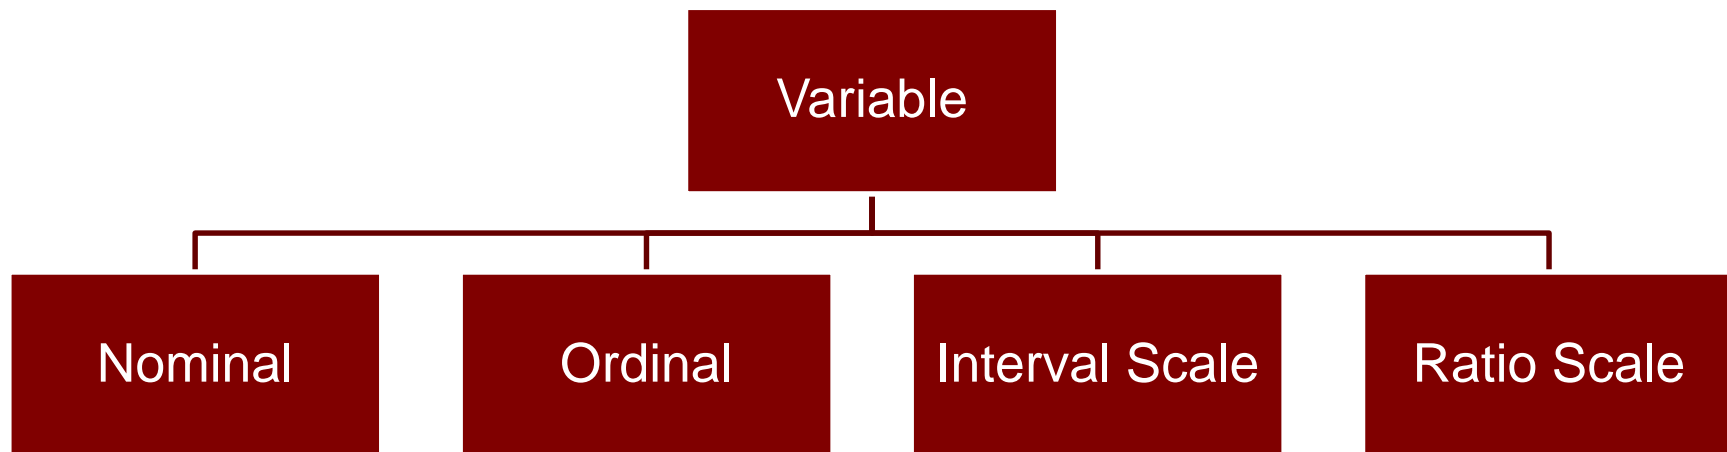 Variable
Nominal
Ordinal
Interval Scale
Ratio Scale